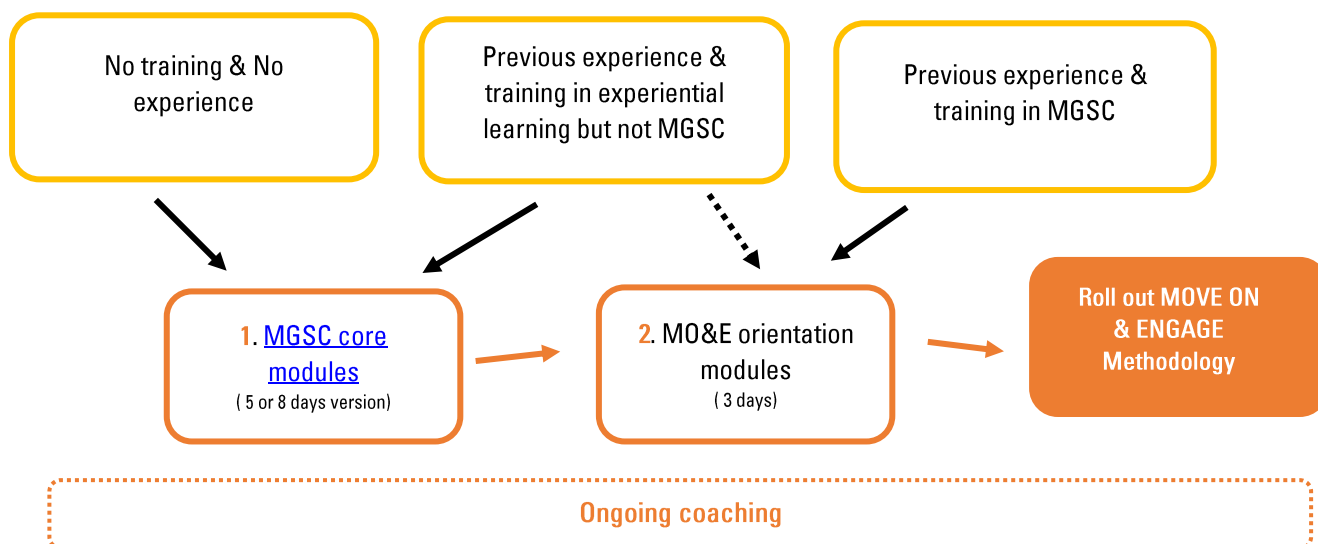 No training & No
experience
Previous experience &
training in experiential
learning but not MGSC
Previous experience &
training in MGSC
1. MGSC core
modules
( 5 or 8 days version)
2. MO&E orientation
modules
( 3 days)
Roll out MOVE ON
& ENGAGE
Methodology
Ongoing coaching